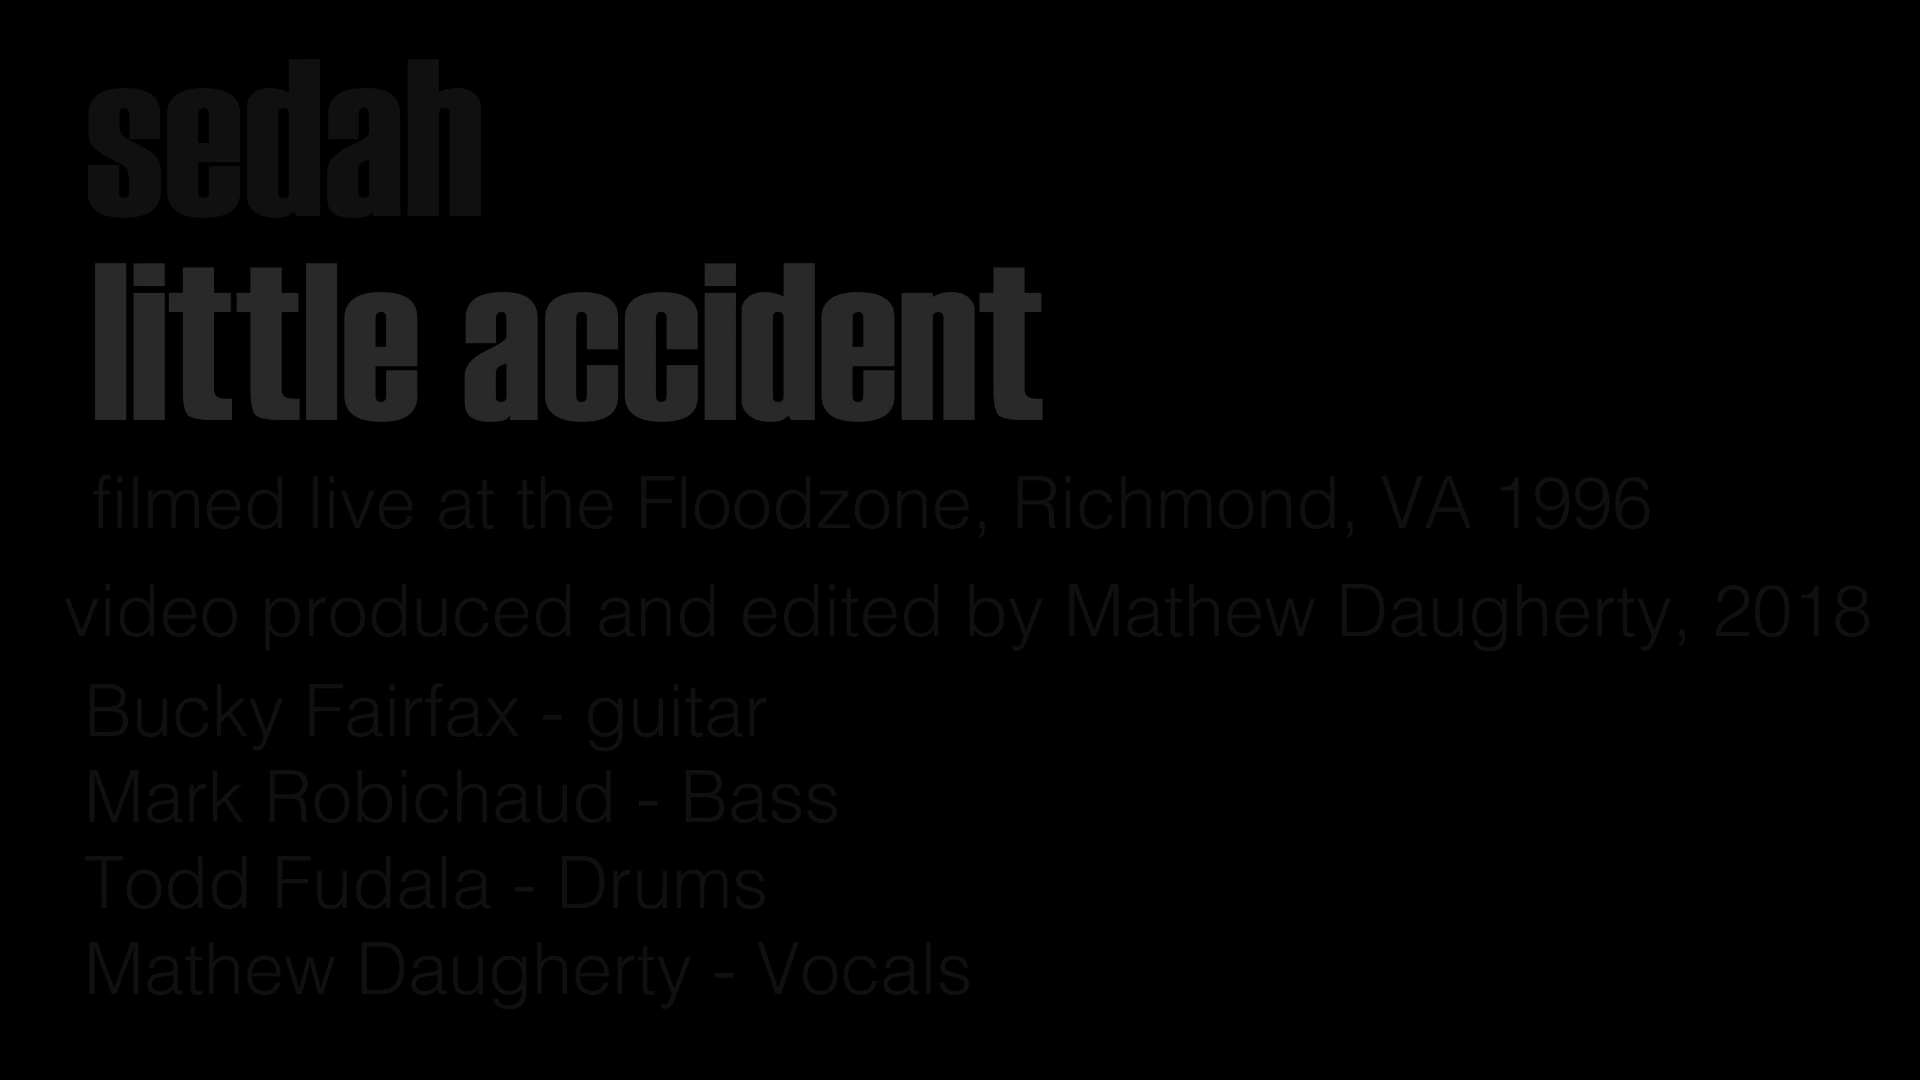 sedah
little accident
filmed live at the Floodzone, Richmond, VA 1996
video produced and edited by Mathew Daugherty, 2018
Bucky Fairfax - guitar
Mark Robichaud - Bass
Todd Fudala - Drums
Mathew Daugherty - Vocals